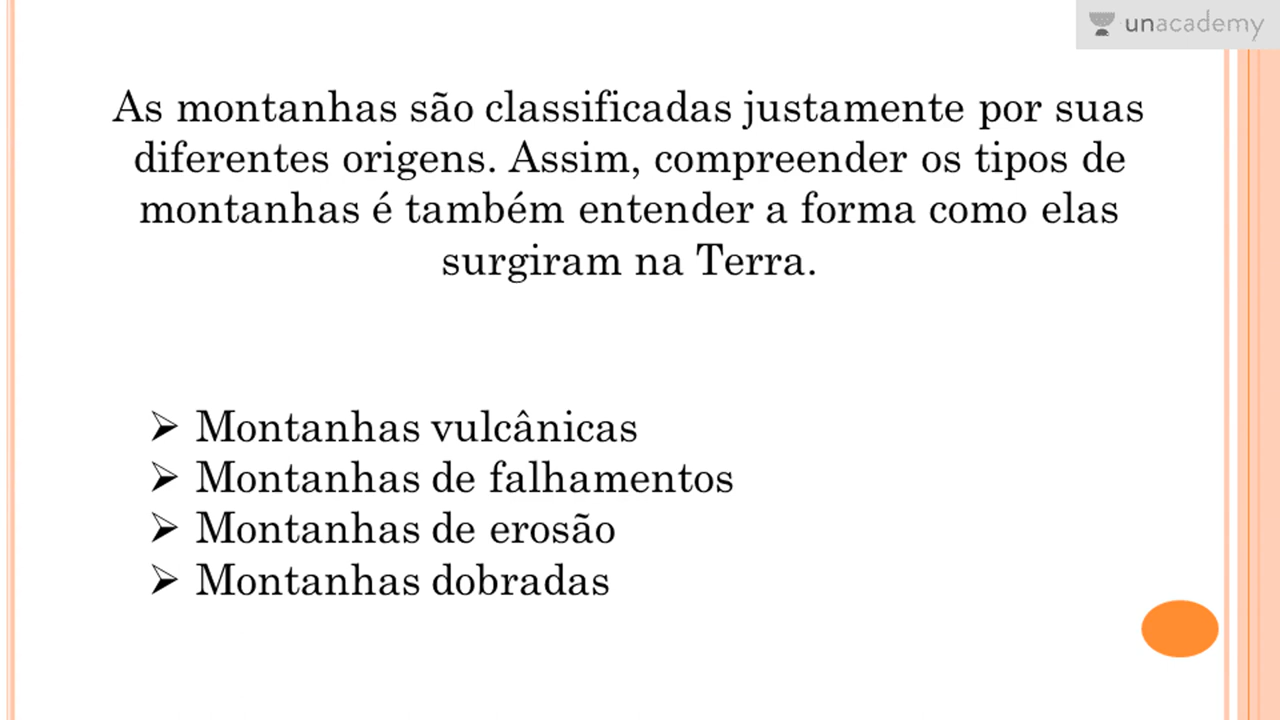 unacademy
As montanhas são classificadas justamente por suas
diferentes origens. Assim, compreender os tipos de
montanhas é também entender a forma como elas
surgiram na Terra.
➢ Montanhas vulcânicas
➢ Montanhas de falhamentos
➢ Montanhas de erosão
➢ Montanhas dobradas